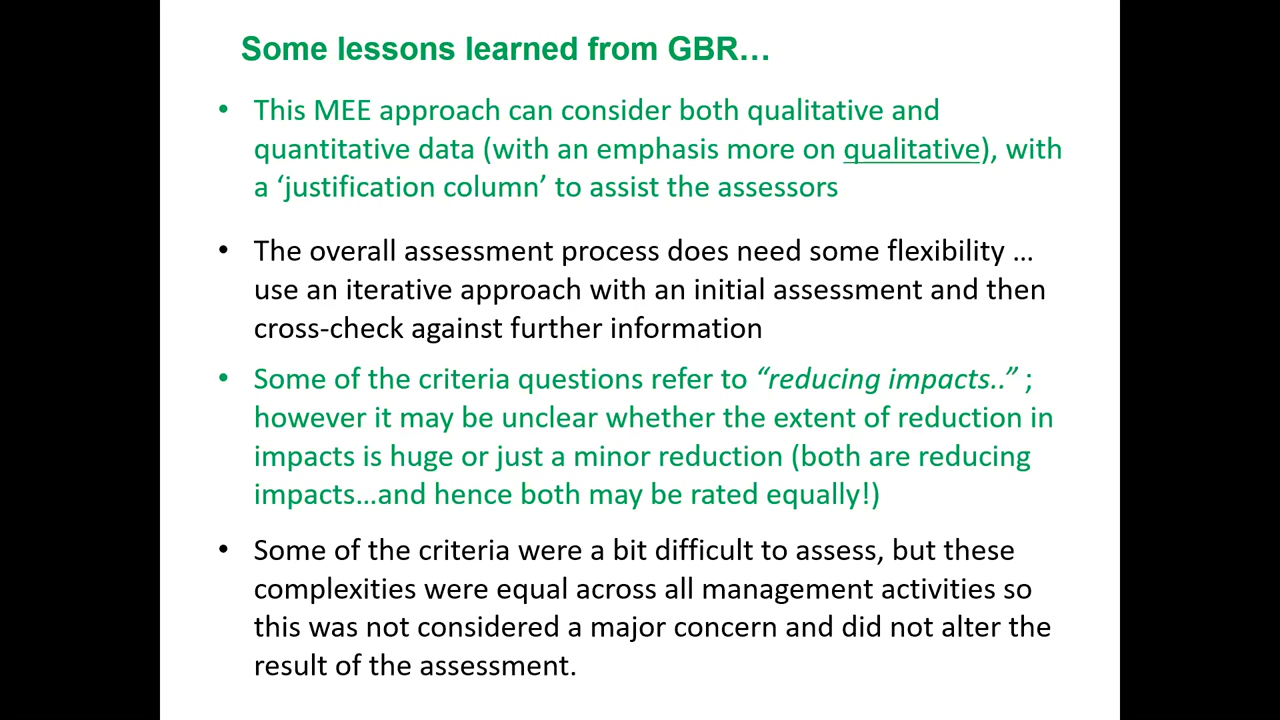 Some lessons learned from GBR…
• This MEE approach can consider both qualitative and
quantitative data (with an emphasis more on qualitative), with
a ‘justification column’ to assist the assessors
• The overall assessment process does need some flexibility …
use an iterative approach with an initial assessment and then
cross-check against further information
• Some of the criteria questions refer to “reducing impacts..” ;
however it may be unclear whether the extent of reduction in
impacts is huge or just a minor reduction (both are reducing
impacts…and hence both may be rated equally!)
• Some of the criteria were a bit difficult to assess, but these
complexities were equal across all management activities so
this was not considered a major concern and did not alter the
result of the assessment.